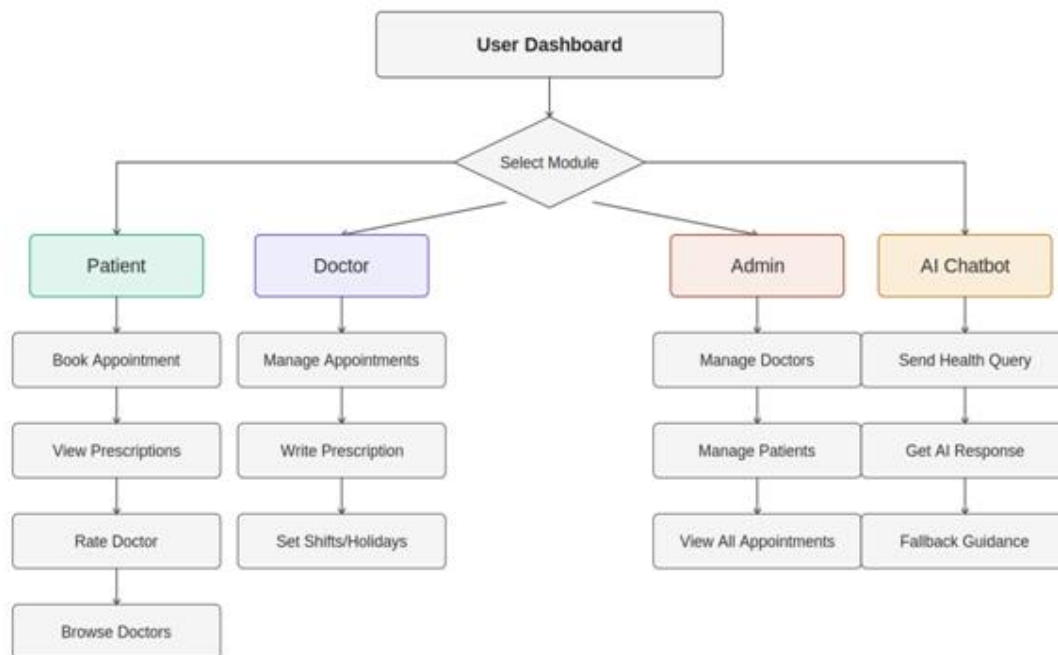 User Dashboard
Select Module
Patient
Doctor
Admin
AI Chatbot
Book Appointment
Manage Appointments
Manage Doctors
Send Health Query
View Prescriptions
Write Prescription
Manage Patients
Get AI Response
Rate Doctor
Set Shifts/Holidays
View All Appointments
Fallback Guidance
Browse Doctors